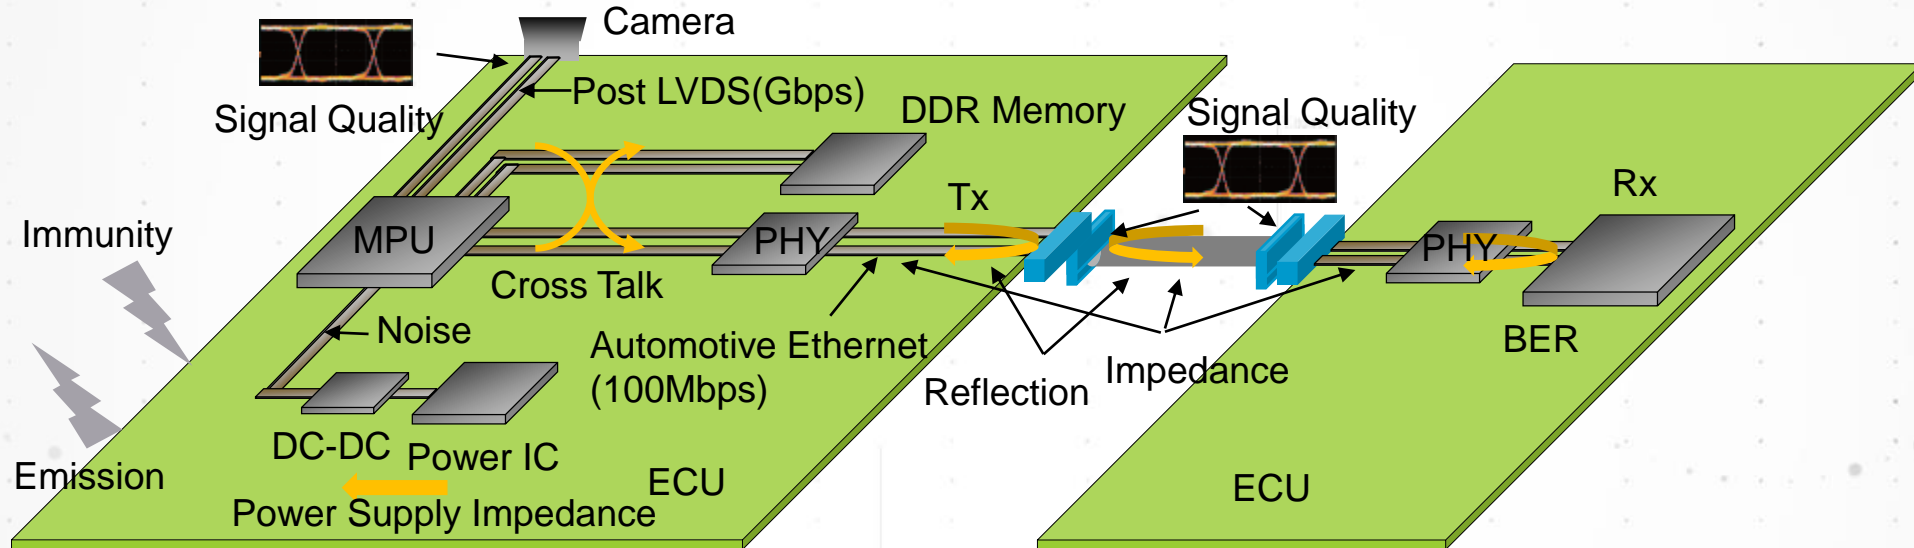 Camera
Post LVDS(Gbps)
Signal Quality
DDR Memory
Signal Quality
Tx
Rx
Immunity
MPU
PHY
PHY
Cross Talk
Noise
Automotive Ethernet
(100Mbps)
Reflection
Impedance
BER
DC-DC
Power IC
Emission
ECU
ECU
Power Supply Impedance